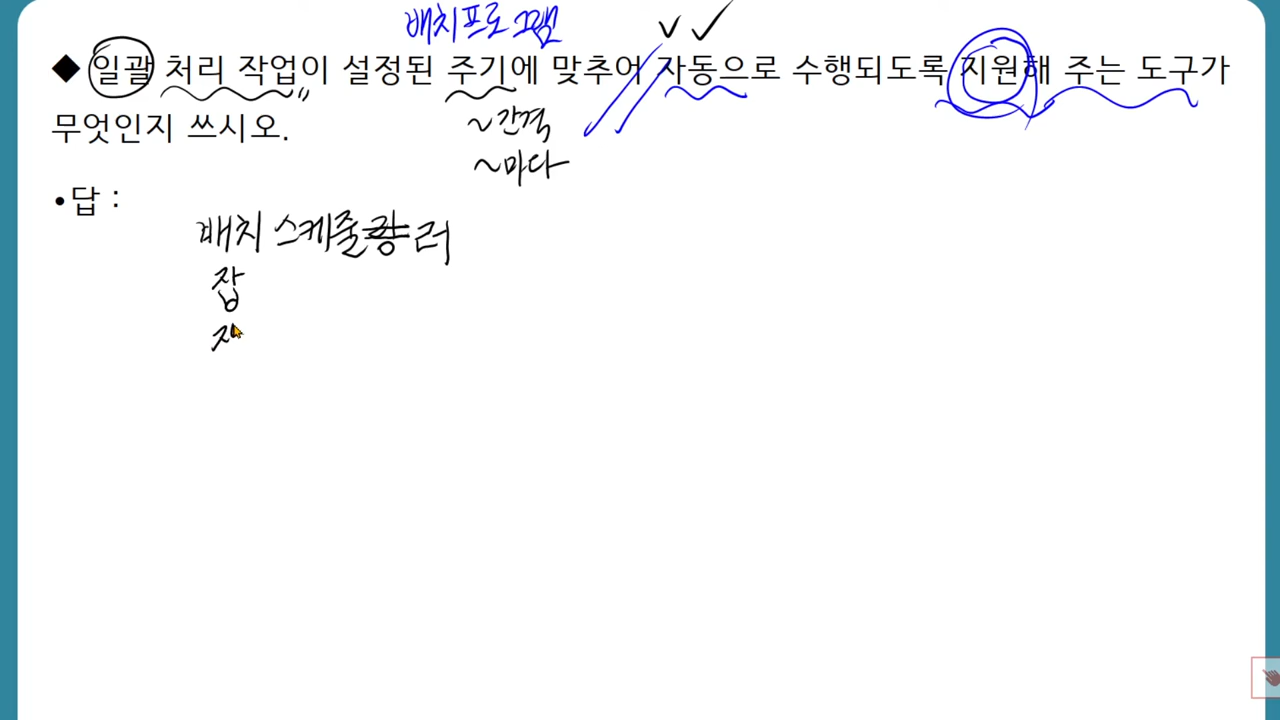 배치프로그램
◆ 일괄 처리 작업이 설정된 주기에 맞추어 자동으로 수행되도록 지원해 주는 도구가
~간격
무엇인지 쓰시오.
~마다
•답 :
배치 스케줄러
잡